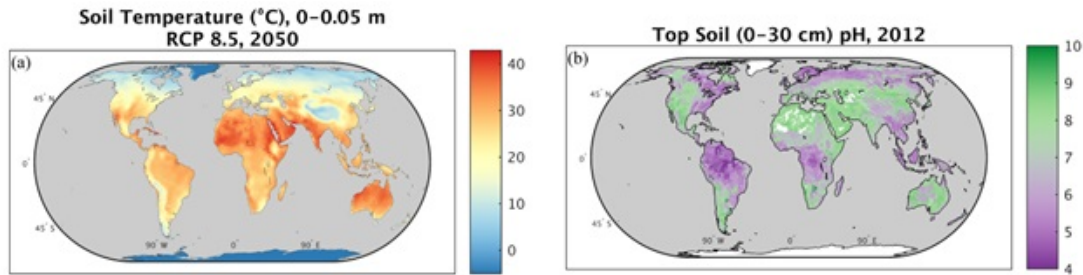 Soil Temperature (°C), 0-0.05 m
RCP 8.5, 2050
(a)
45° N
0°
45° S
90° W
0°
90° E
40
30
20
10
0
Top Soil (0-30 cm) pH, 2012
(b)
45° N
0°
45° S
90° W
0°
90° E
10
9
8
7
6
5
4